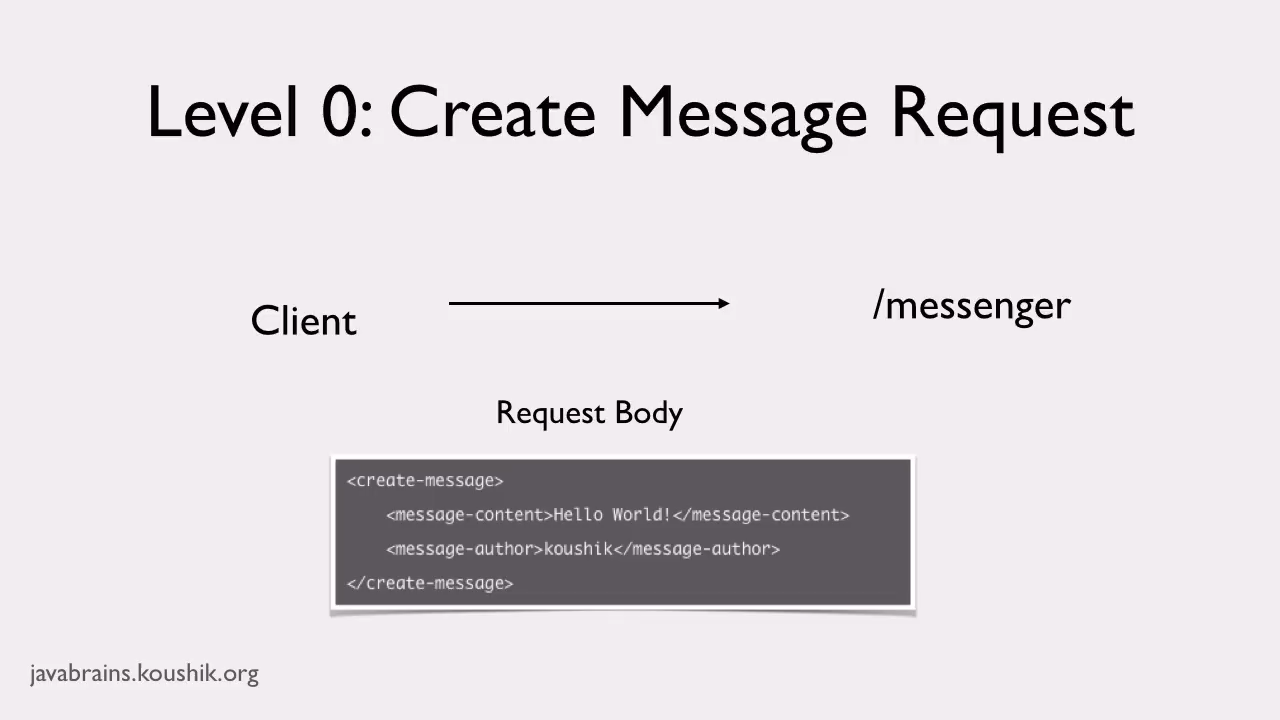 Level 0: Create Message Request
Client
/messenger
Request Body
<create-message>
<message-content>Hello World!</message-content>
<message-author>koushik</message-author>
</create-message>
javabrains.koushik.org